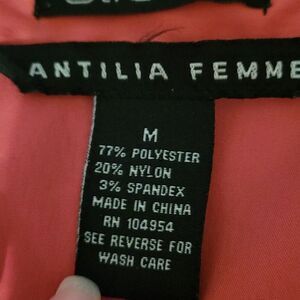 ANTILIA FEMME
M
77% POLYESTER
20% NYLON
3% SPANDEX
MADE IN CHINA
RN 104954
SEE REVERSE FOR
WASH CARE